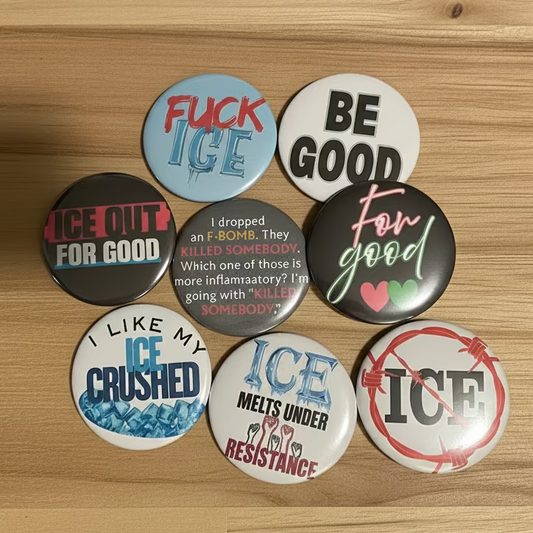 FUCK
ICE
BE
GOOD
ICE OUT
FOR GOOD
I dropped
an F-BOMB. They
KILLED SOMEBODY.
Which one of those is
more inflamaatory? I'm
going with "KILLED
SOMEBODY."
For
good
I LIKE MY
ICE
CRUSHED
ICE
MELTS UNDER
RESISTANCE
ICE